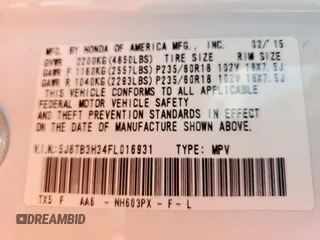 MFD. BY HONDA OF AMERICA MFG., INC. 02/15
GVWR 2200KG(4850LBS) TIRE SIZE RIM SIZE
GAWR F 1160KG(2557LBS) P235/60R18 102V 18X7.5J
GAWR R 1040KG(2293LBS) P235/60R18 102V 18X7.5J
THIS VEHICLE CONFORMS TO ALL APPLICABLE
FEDERAL MOTOR VEHICLE SAFETY
AND THEFT PREVENTION STANDARDS IN EFFECT
ON THE DATE OF MANUFACTURE SHOWN ABOVE.
V.I.N:5J8TB3H34FL016931 TYPE: MPV
TX5 F AA6 - NH603PX - F - L
DREAMBID